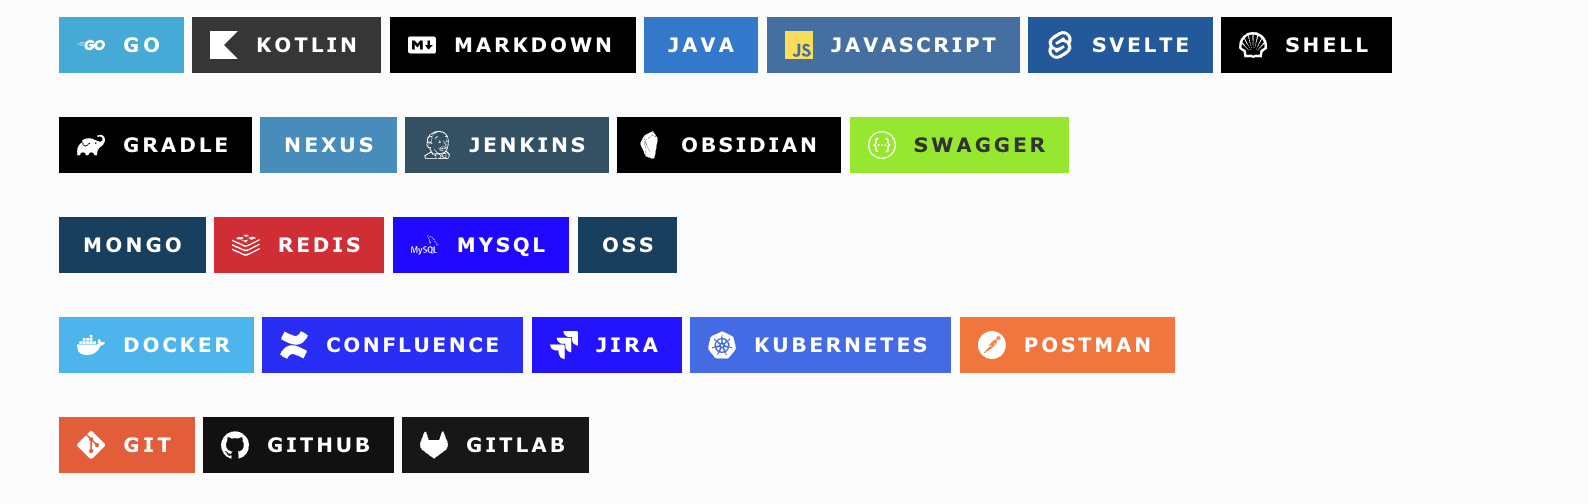 GO GO KOTLIN M MARKDOWN JAVA JS JAVASCRIPT SVELTE SHELL
GRADLE NEXUS JENKINS OBSIDIAN {··} SWAGGER
MONGO REDIS MySQL MYSQL OSS
DOCKER CONFLUENCE JIRA KUBERNETES POSTMAN
GIT GITHUB GITLAB